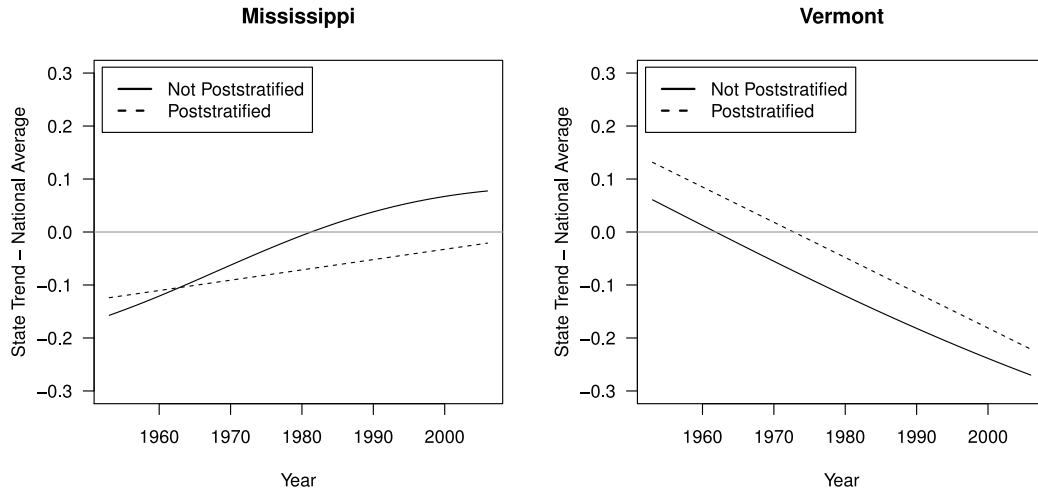 Mississippi
State Trend − National Average
0.3
0.2
0.1
0.0
−0.1
−0.2
−0.3
Not Poststratified
Poststratified
1960 1970 1980 1990 2000
Year
Vermont
State Trend − National Average
0.3
0.2
0.1
0.0
−0.1
−0.2
−0.3
Not Poststratified
Poststratified
1960 1970 1980 1990 2000
Year